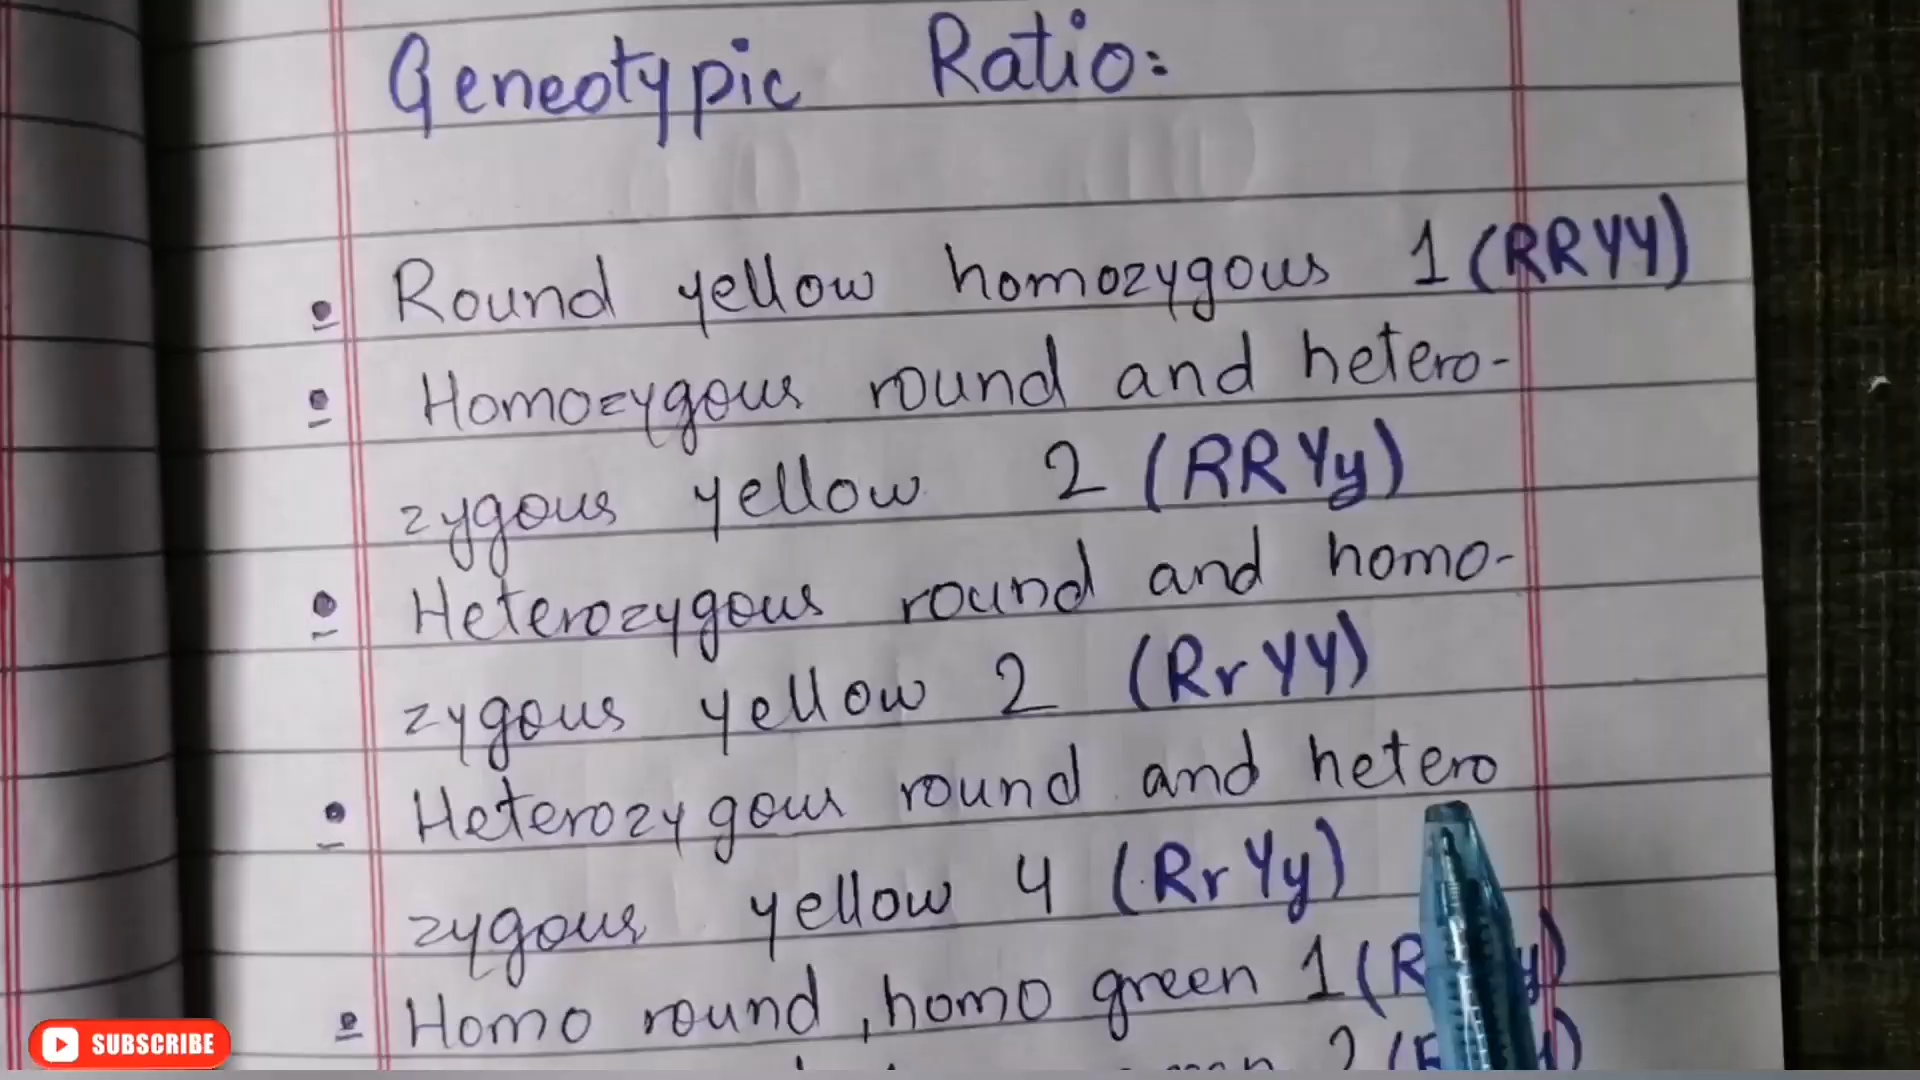 Geneotypic Ratio:
Round yellow homozygous 1 (RRYY)
Homozygous round and hetero-
zygous yellow 2 (RRYy)
Heterozygous round and homo-
zygous yellow 2 (RrYY)
Heterozygous round and hetero
zygous yellow 4 (RrYy)
Homo round, homo green 1 (R y)
2 (
SUBSCRIBE